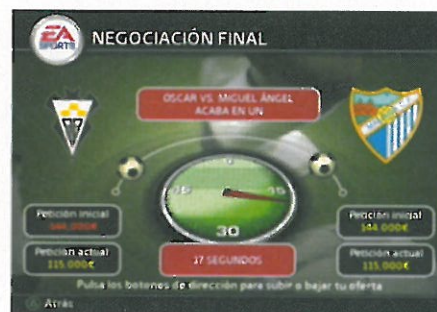 EA
SPORTS
NEGOCIACIÓN FINAL
OSCAR VS. MIGUEL ÁNGEL
ACABA EN UN
0
15
30
Petición inicial
Petición inicial
144.000€
Petición actual
115.000€
17 SEGUNDOS
Petición actual
115.000€
Pulsa los botones de dirección para subir o bajar tu oferta
Atrás